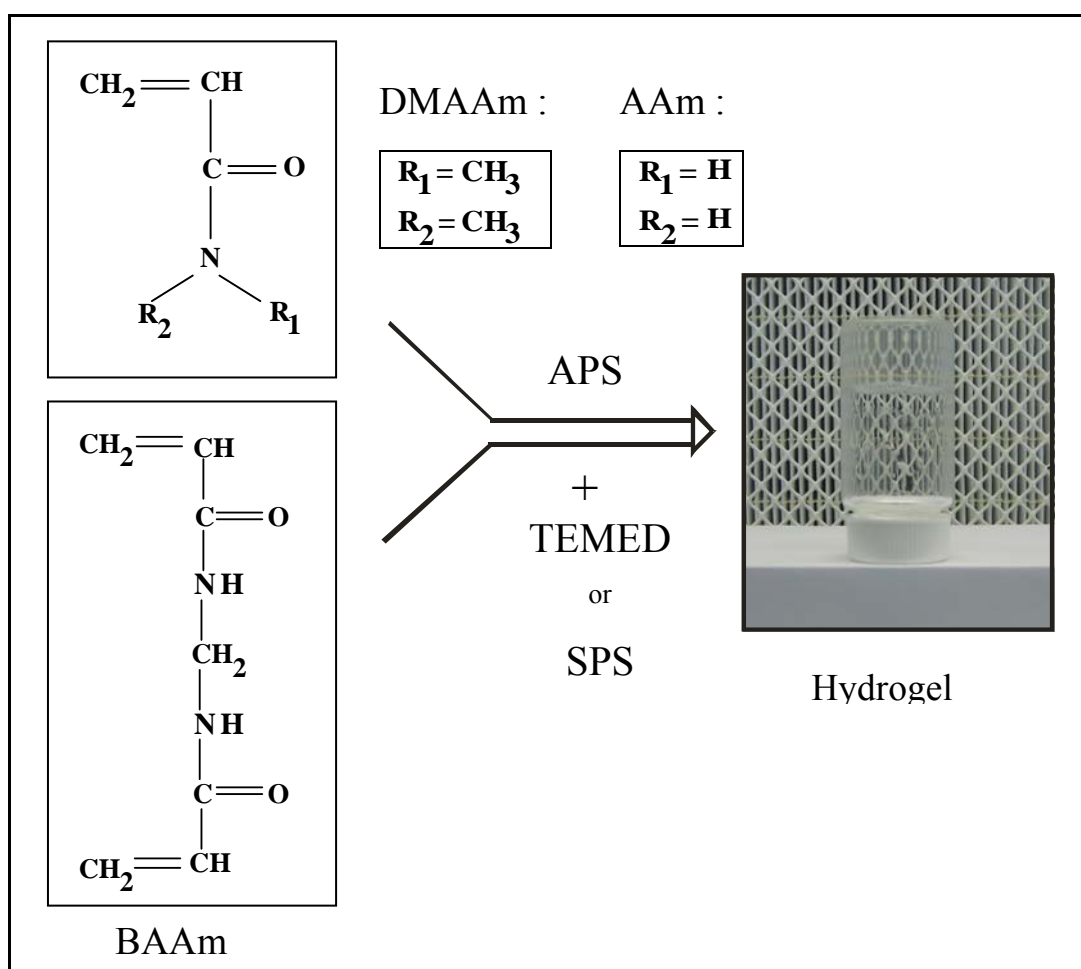 CH2 CH
C O
N
R2 R1
DMAAm : AAm :
R1 = CH3
R2 = CH3
R1 = H
R2 = H
CH2 CH
C O
NH
CH2
NH
C O
CH2 CH
BAAm
APS
+
TEMED
or
SPS
Hydrogel